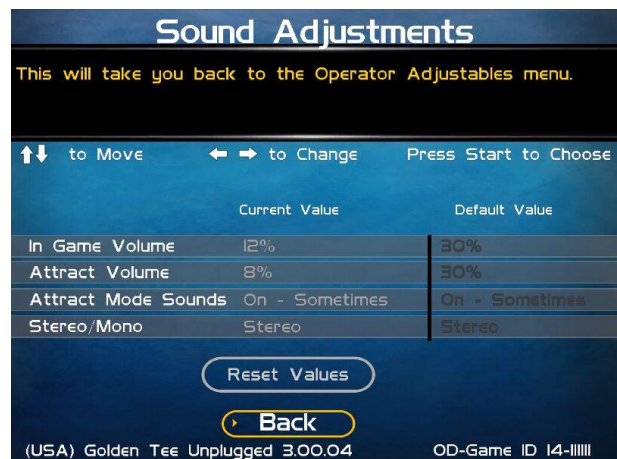 Sound Adjustments
This will take you back to the Operator Adjustables menu.
to Move to Change Press Start to Choose
Current Value Default Value
In Game Volume 12% 30%
Attract Volume 8% 30%
Attract Mode Sounds On - Sometimes On - Sometimes
Stereo/Mono Stereo Stereo
Reset Values
Back
(USA) Golden Tee Unplugged 3.00.04 OD-Game ID 14-111111